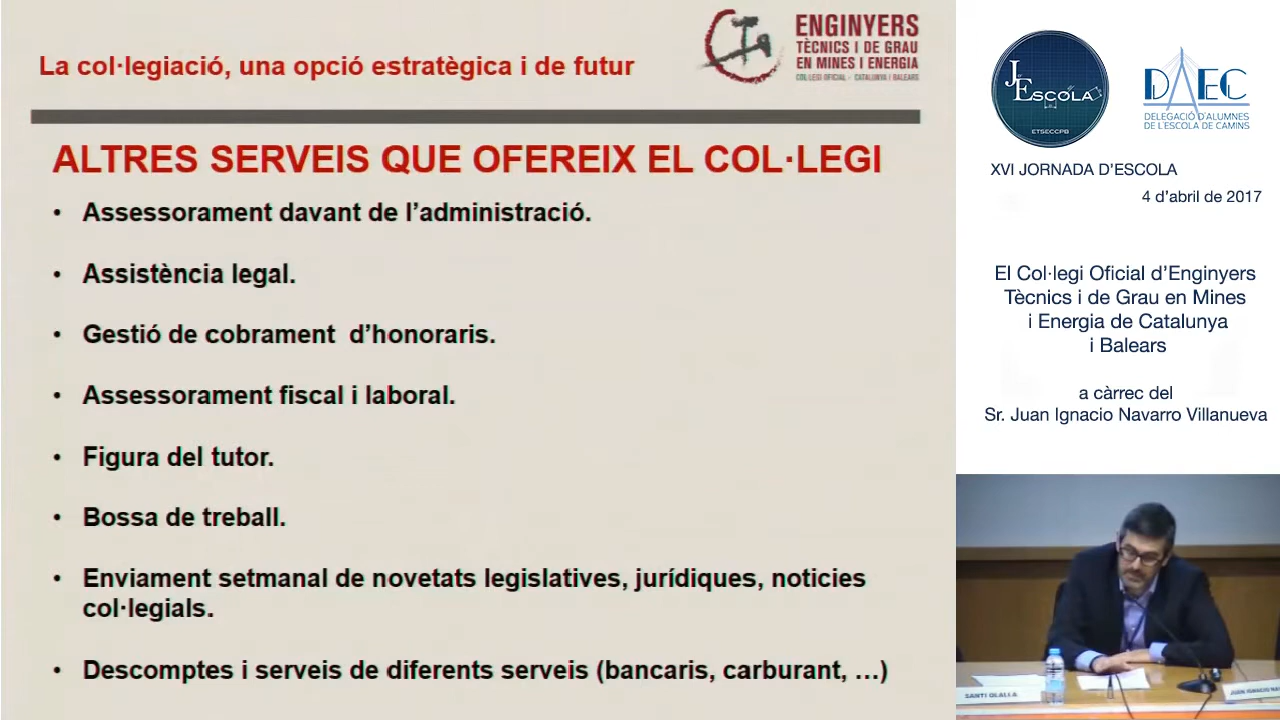 La col·legiació, una opció estratègica i de futur
ENGINYERS
TÈCNICS I DE GRAU
EN MINES I ENERGIA
COL·LEGI OFICIAL - CATALUNYA I BALEARS
ALTRES SERVEIS QUE OFEREIX EL COL·LEGI
• Assessorament davant de l'administració.
• Assistència legal.
• Gestió de cobrament d'honoraris.
• Assessorament fiscal i laboral.
• Figura del tutor.
• Bossa de treball.
• Enviament setmanal de novetats legislatives, jurídiques, noticies
col·legials.
• Descomptes i serveis de diferents serveis (bancaris, carburant, …)
J
ESCOLA
ETSECCPB
DAEC
DELEGACIÓ D'ALUMNES
DE L'ESCOLA DE CAMINS
XVI JORNADA D'ESCOLA
4 d'abril de 2017
El Col·legi Oficial d'Enginyers
Tècnics i de Grau en Mines
i Energia de Catalunya
i Balears
a càrrec del
Sr. Juan Ignacio Navarro Villanueva
SANTI OLALLA
JUAN IGNACIO